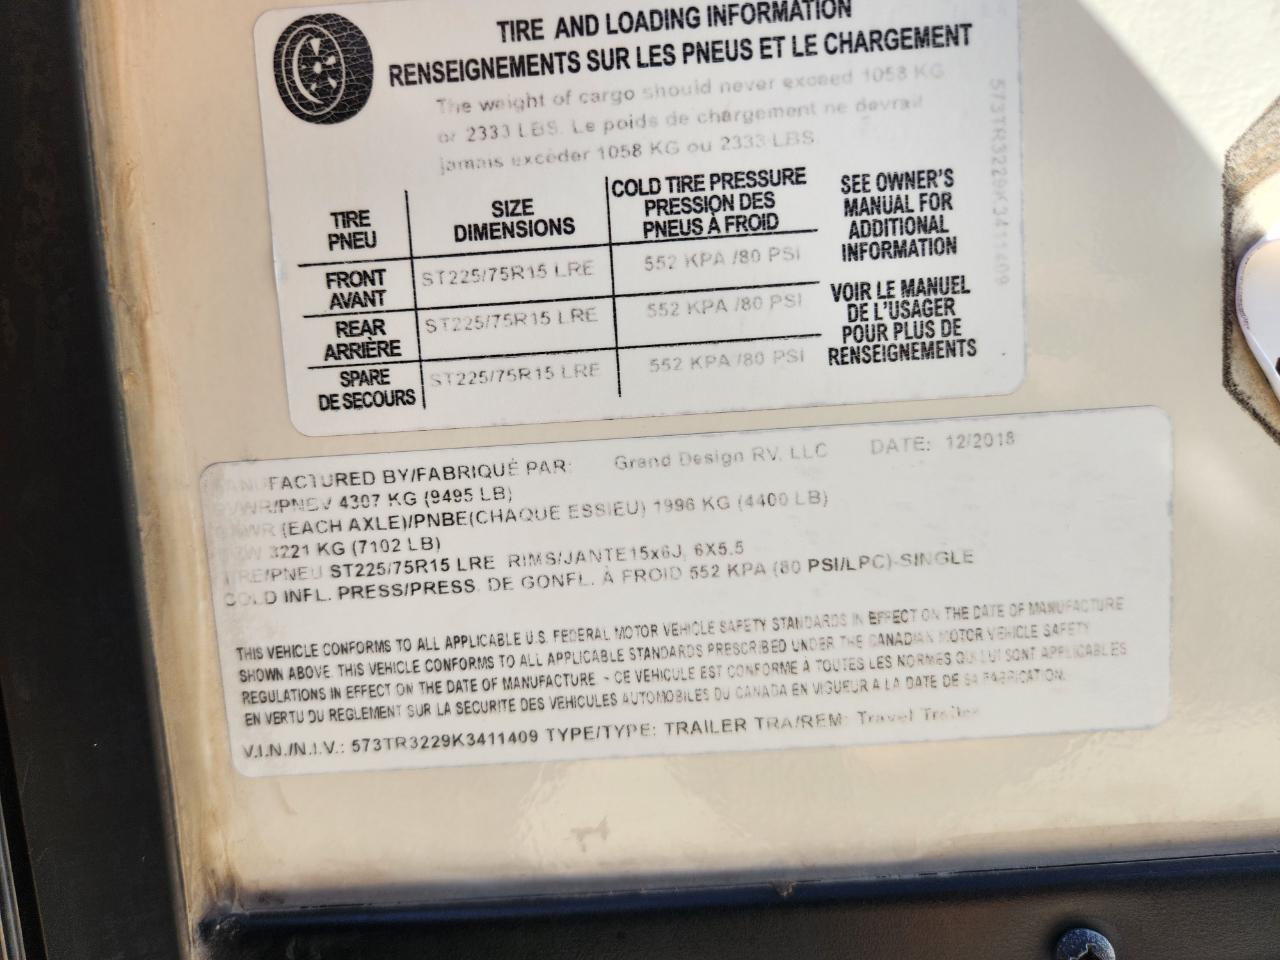 TIRE AND LOADING INFORMATION
RENSEIGNEMENTS SUR LES PNEUS ET LE CHARGEMENT
The weight of cargo should never exceed 1058 KG
or 2333 LBS. Le poids de chargement ne devrait
jamais excéder 1058 KG ou 2333 LBS.
TIRE PNEU
SIZE DIMENSIONS
COLD TIRE PRESSURE PRESSION DES PNEUS À FROID
FRONT AVANT ST225/75R15 LRE 552 KPA /80 PSI
REAR ARRIÈRE ST225/75R15 LRE 552 KPA /80 PSI
SPARE DE SECOURS ST225/75R15 LRE 552 KPA /80 PSI
SEE OWNER'S
MANUAL FOR
ADDITIONAL
INFORMATION
VOIR LE MANUEL
DE L'USAGER
POUR PLUS DE
RENSEIGNEMENTS
573TR3229K3411409
MANUFACTURED BY/FABRIQUÉ PAR: Grand Design RV, LLC DATE: 12/2018
GVWR/PNBV 4307 KG (9495 LB)
GAWR (EACH AXLE)/PNBE(CHAQUE ESSIEU) 1996 KG (4400 LB)
3221 KG (7102 LB)
TIRE/PNEU ST225/75R15 LRE RIMS/JANTE15x6J, 6X5.5
COLD INFL. PRESS/PRESS. DE GONFL. À FROID 552 KPA (80 PSI/LPC)-SINGLE
THIS VEHICLE CONFORMS TO ALL APPLICABLE U.S. FEDERAL MOTOR VEHICLE SAFETY STANDARDS IN EFFECT ON THE DATE OF MANUFACTURE
SHOWN ABOVE. THIS VEHICLE CONFORMS TO ALL APPLICABLE STANDARDS PRESCRIBED UNDER THE CANADIAN MOTOR VEHICLE SAFETY
REGULATIONS IN EFFECT ON THE DATE OF MANUFACTURE - CE VEHICULE EST CONFORME À TOUTES LES NORMES QUI LUI SONT APPLICABLES
EN VERTU DU REGLEMENT SUR LA SECURITE DES VEHICULES AUTOMOBILES DU CANADA EN VIGUEUR A LA DATE DE SA FABRICATION.
V.I.N./N.I.V.: 573TR3229K3411409 TYPE/TYPE: TRAILER TRA/REM: Travel Trailer